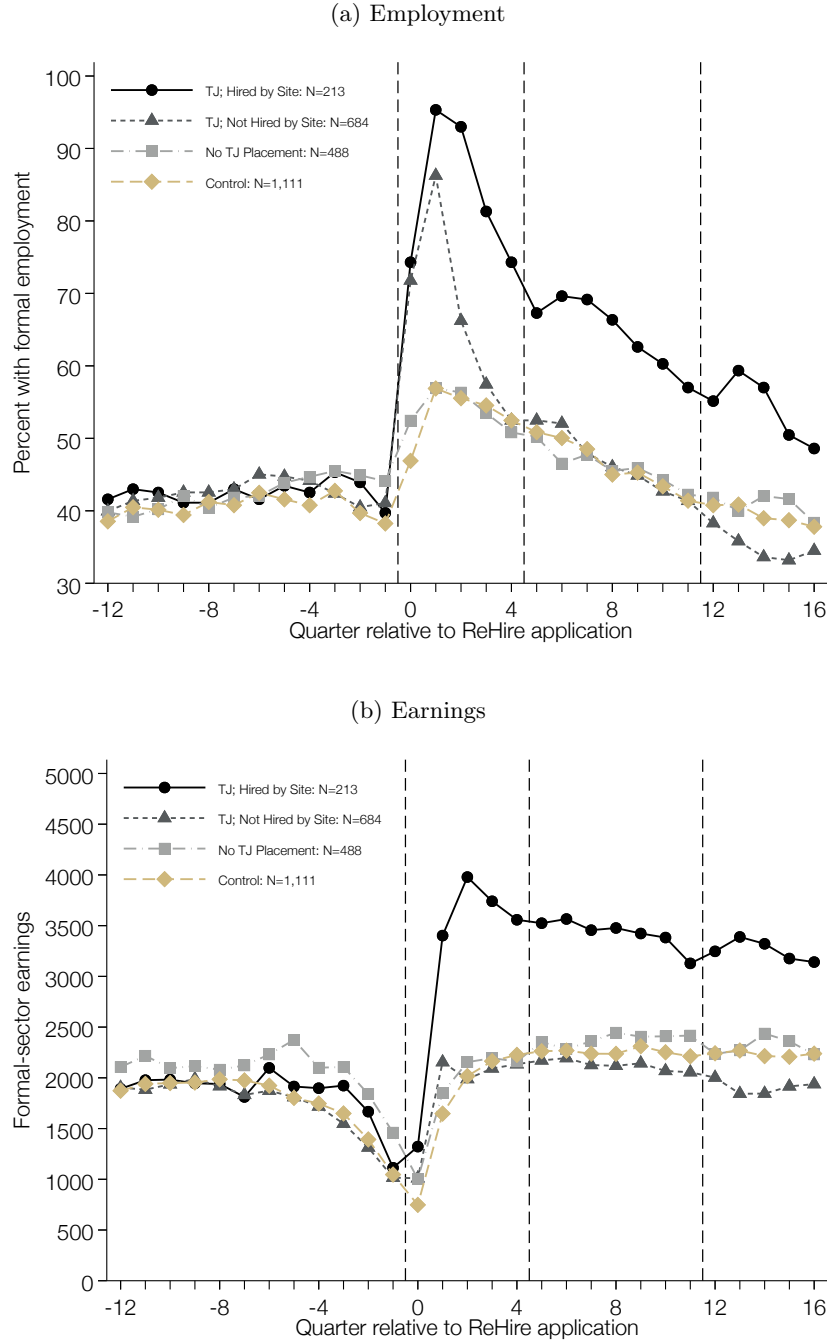 (a) Employment
100
90
80
70
60
50
40
30
Percent with formal employment
TJ; Hired by Site: N=213
TJ; Not Hired by Site: N=684
No TJ Placement: N=488
Control: N=1,111
-12 -8 -4 0 4 8 12 16
Quarter relative to ReHire application
(b) Earnings
5000
4500
4000
3500
3000
2500
2000
1500
1000
500
0
Formal-sector earnings
TJ; Hired by Site: N=213
TJ; Not Hired by Site: N=684
No TJ Placement: N=488
Control: N=1,111
-12 -8 -4 0 4 8 12 16
Quarter relative to ReHire application